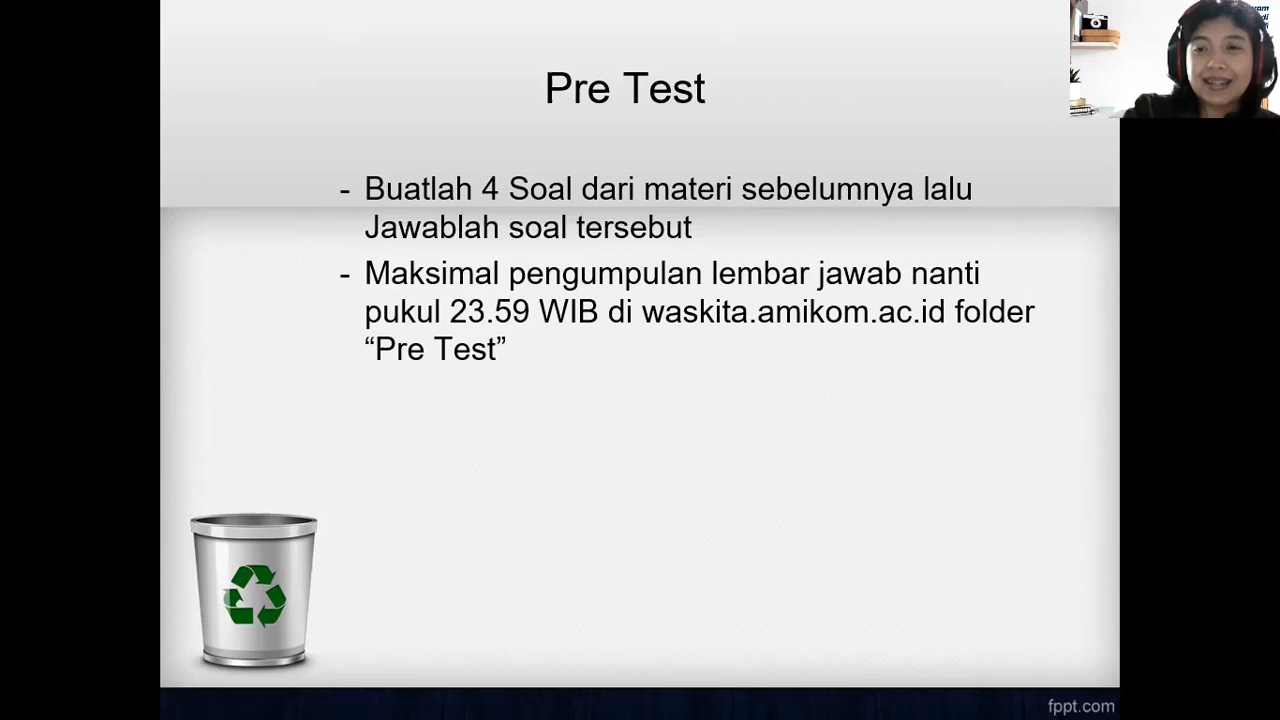 Pre Test
- Buatlah 4 Soal dari materi sebelumnya lalu
Jawablah soal tersebut
- Maksimal pengumpulan lembar jawab nanti
pukul 23.59 WIB di waskita.amikom.ac.id folder
“Pre Test”
fppt.com